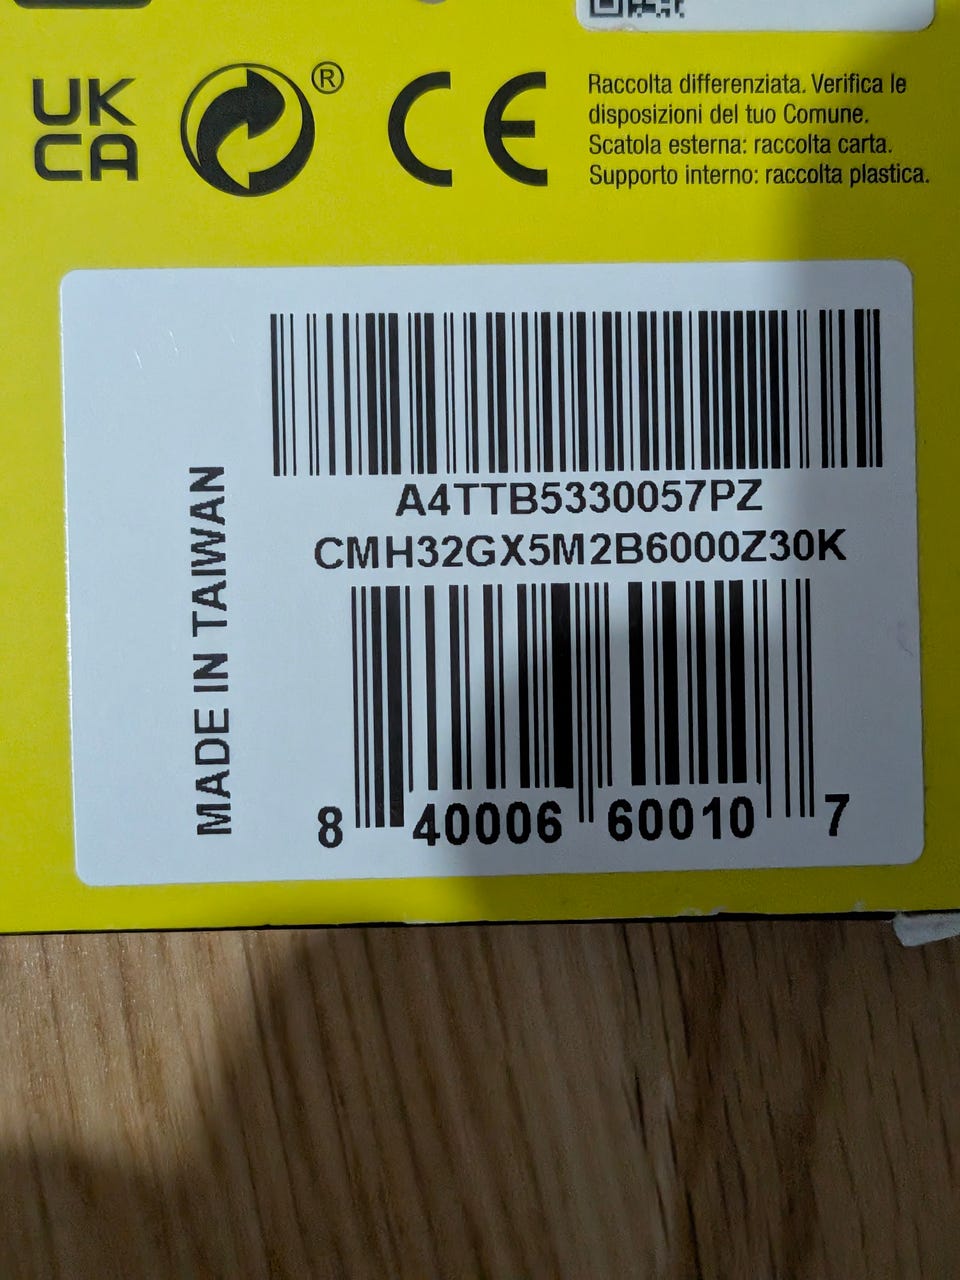 UK
CA
®
CE
Raccolta differenziata. Verifica le
disposizioni del tuo Comune.
Scatola esterna: raccolta carta.
Supporto interno: raccolta plastica.
MADE IN TAIWAN
A4TTB5330057PZ
CMH32GX5M2B6000Z30K
8 40006 60010 7